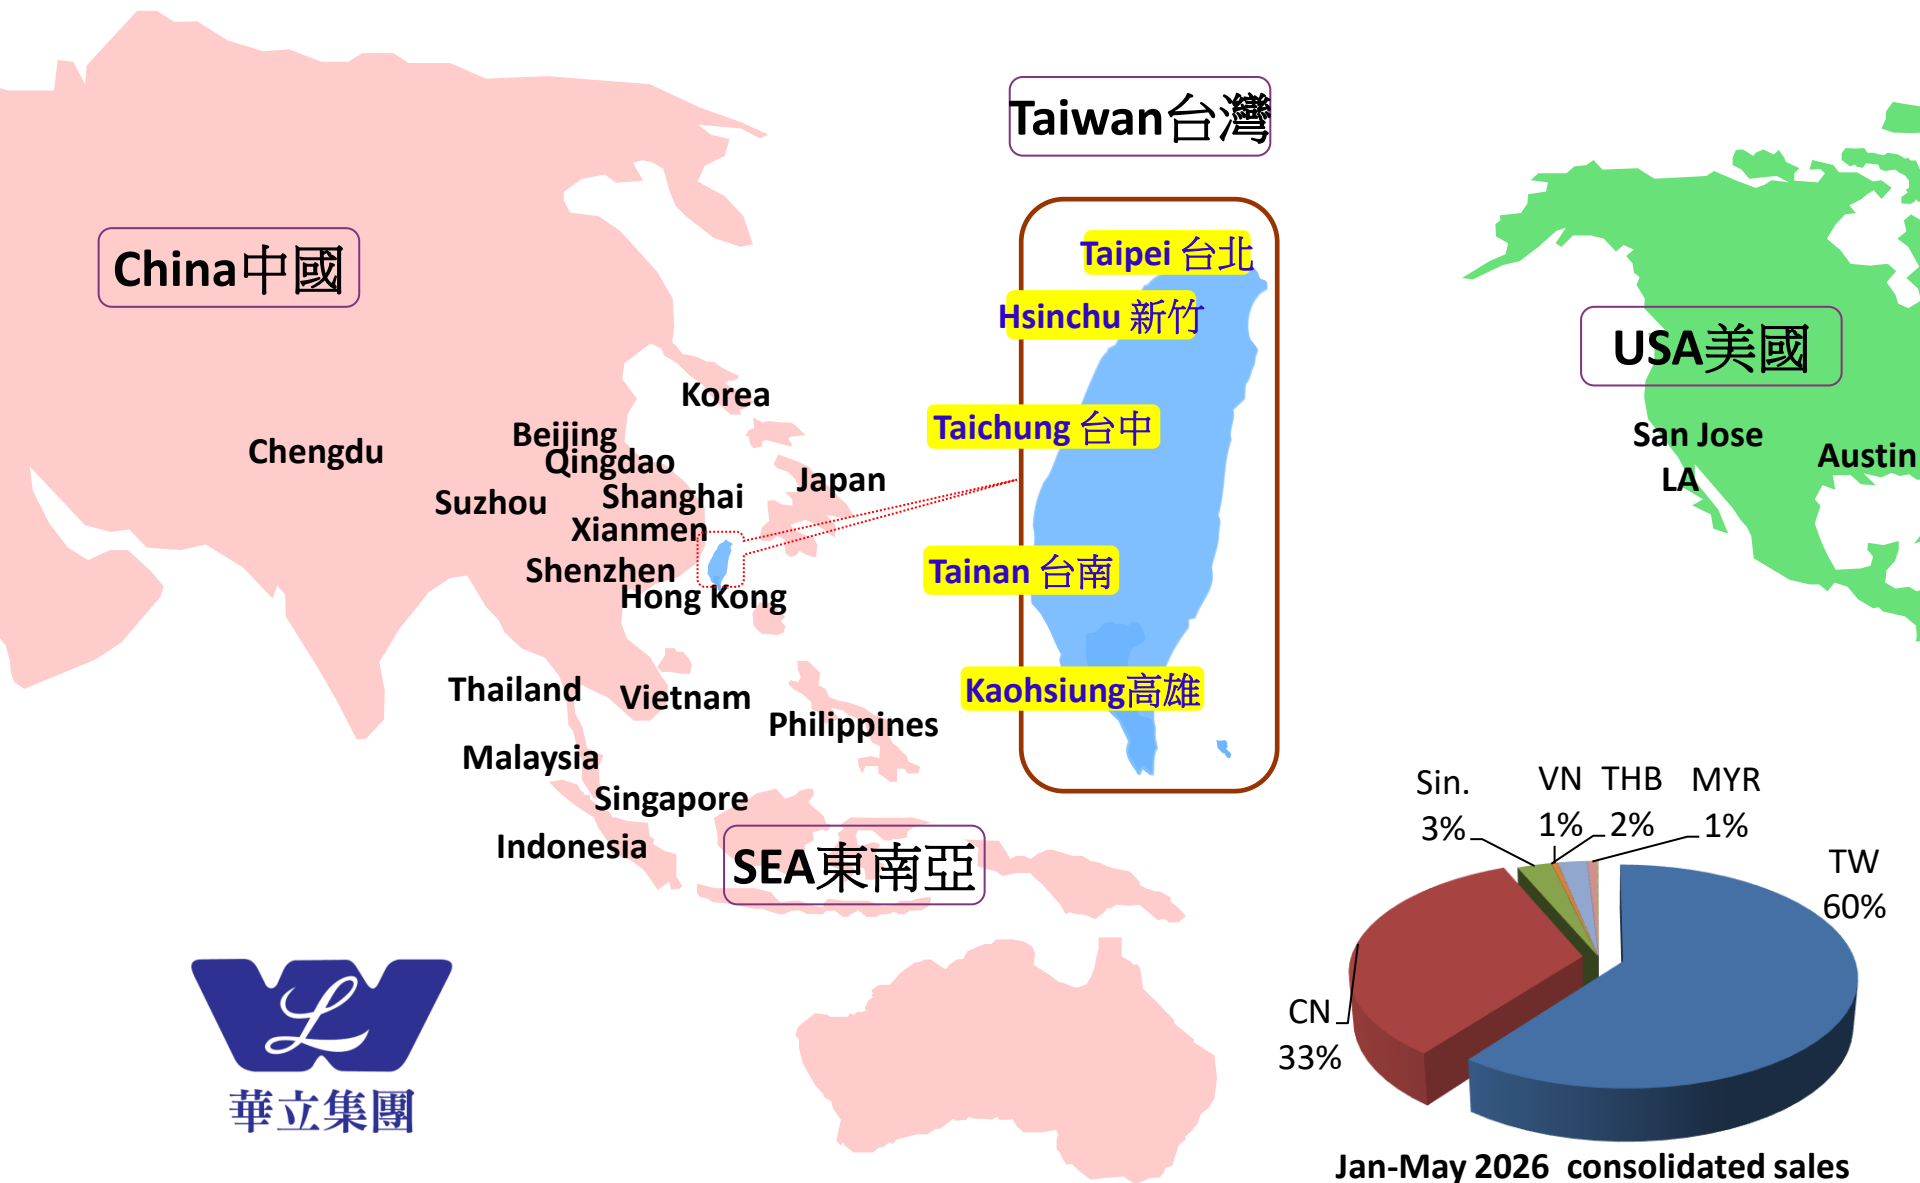 Taiwan台灣
China中國
Taipei 台北
Hsinchu 新竹
USA美國
Korea
Taichung 台中
Beijing
Chengdu
Qingdao
San Jose
Austin
LA
Japan
Suzhou
Shanghai
Xianmen
Shenzhen
Tainan 台南
Hong Kong
Thailand
Vietnam
Kaohsiung高雄
Philippines
Malaysia
Singapore
Indonesia
SEA東南亞
Sin.
3%
VN
1%
THB
2%
MYR
1%
TW
60%
CN
33%
Jan-May 2026 consolidated sales
WL
華立集團